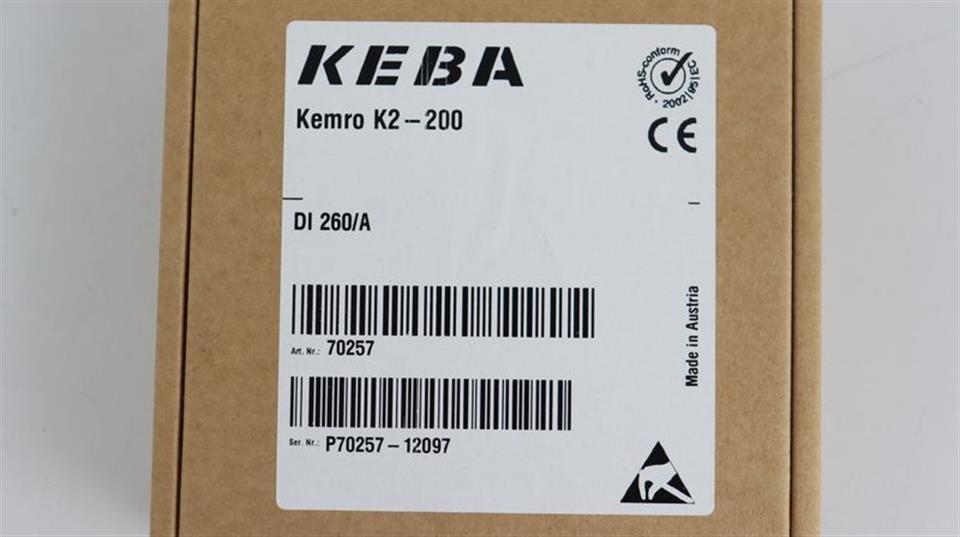 KEBA
RoHS-conform
2002/95/EC
CE
Kemro K2-200
DI 260/A
Art. Nr.: 70257
Ser. Nr.: P70257-12097
Made in Austria